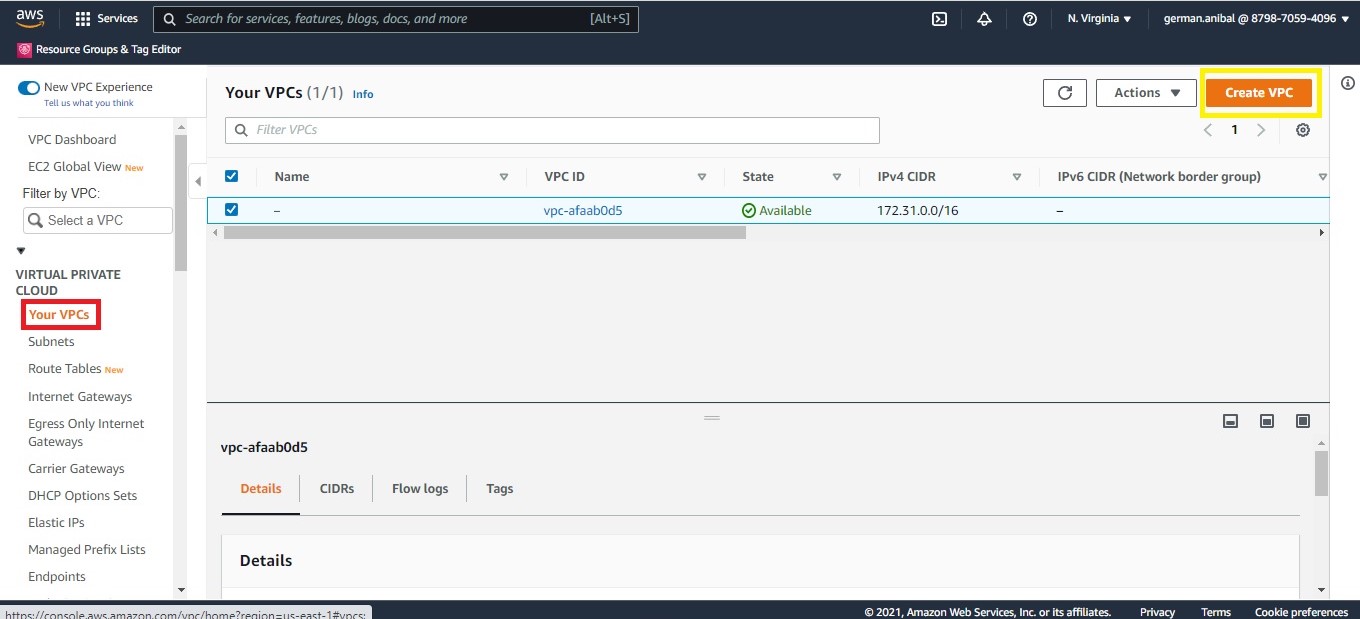 aws
Services
Search for services, features, blogs, docs, and more
[Alt+S]
N. Virginia
german.anibal @ 8798-7059-4096
Resource Groups & Tag Editor
New VPC Experience
Tell us what you think
VPC Dashboard
EC2 Global View New
Filter by VPC:
Select a VPC
VIRTUAL PRIVATE
CLOUD
Your VPCs
Subnets
Route Tables New
Internet Gateways
Egress Only Internet
Gateways
Carrier Gateways
DHCP Options Sets
Elastic IPs
Managed Prefix Lists
Endpoints
Your VPCs (1/1) Info
Actions
Create VPC
Filter VPCs
1
Name
VPC ID
State
IPv4 CIDR
IPv6 CIDR (Network border group)
–
vpc-afaab0d5
Available
172.31.0.0/16
–
vpc-afaab0d5
Details
CIDRs
Flow logs
Tags
Details
https://console.aws.amazon.com/vpc/home?region=us-east-1#vpcs:
© 2021, Amazon Web Services, Inc. or its affiliates.
Privacy
Terms
Cookie preferences